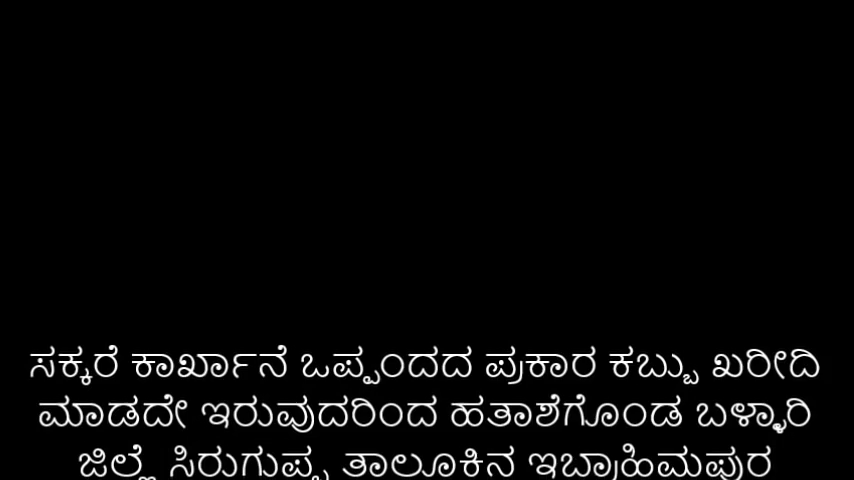 ಸಕ್ಕರೆ ಕಾರ್ಖಾನೆ ಒಪ್ಪಂದದ ಪ್ರಕಾರ ಕಬ್ಬು ಖರೀದಿ
ಮಾಡದೇ ಇರುವುದರಿಂದ ಹತಾಶೆಗೊಂಡ ಬಳ್ಳಾರಿ
ಜಿಲ್ಲೆ ಸಿರುಗುಪ್ಪ ತಾಲೂಕಿನ ಇಬ್ರಾಹಿಮಪುರ